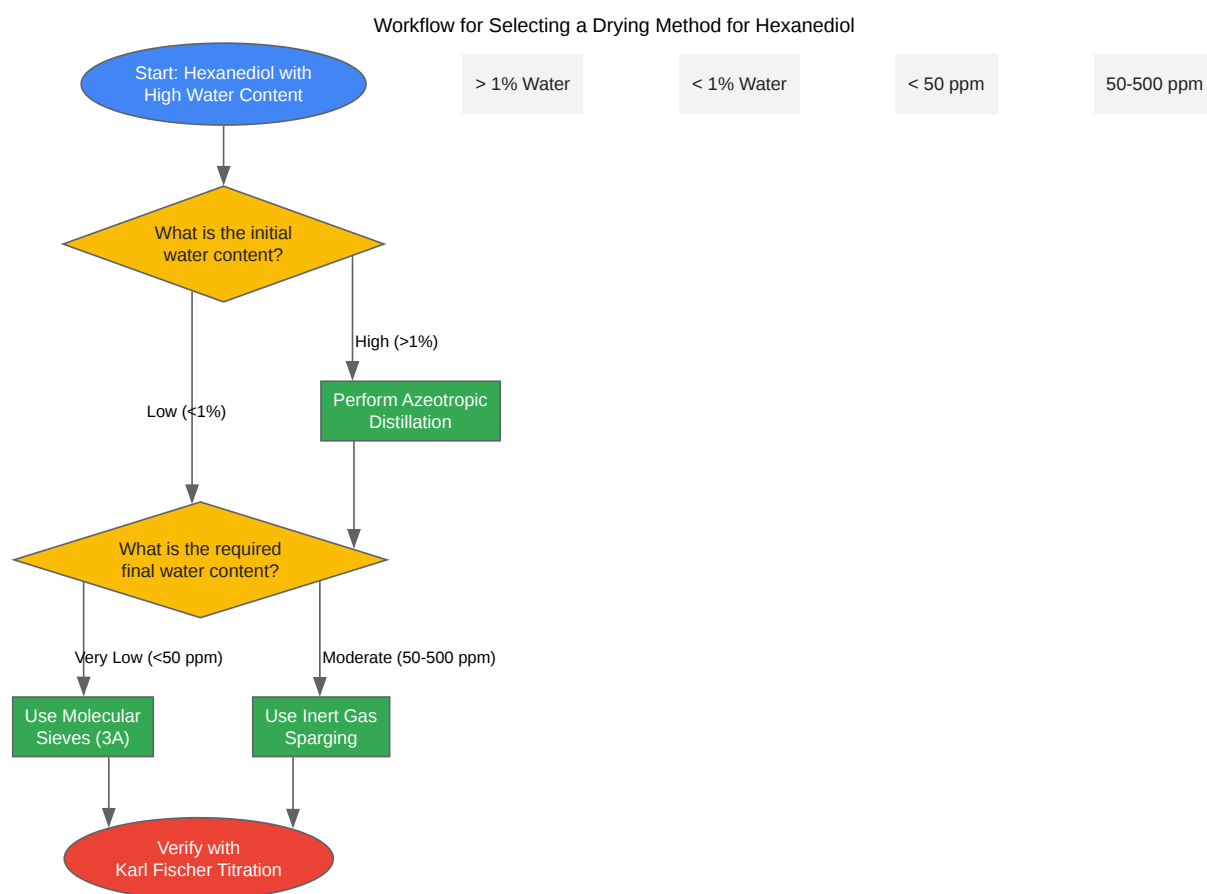 Workflow for Selecting a Drying Method for Hexanediol
Start: Hexanediol with
High Water Content
> 1% Water
< 1% Water
< 50 ppm
50-500 ppm
What is the initial
water content?
High (>1%)
Low (<1%)
Perform Azeotropic
Distillation
What is the required
final water content?
Very Low (<50 ppm)
Moderate (50-500 ppm)
Use Molecular
Sieves (3A)
Use Inert Gas
Sparging
Verify with
Karl Fischer Titration